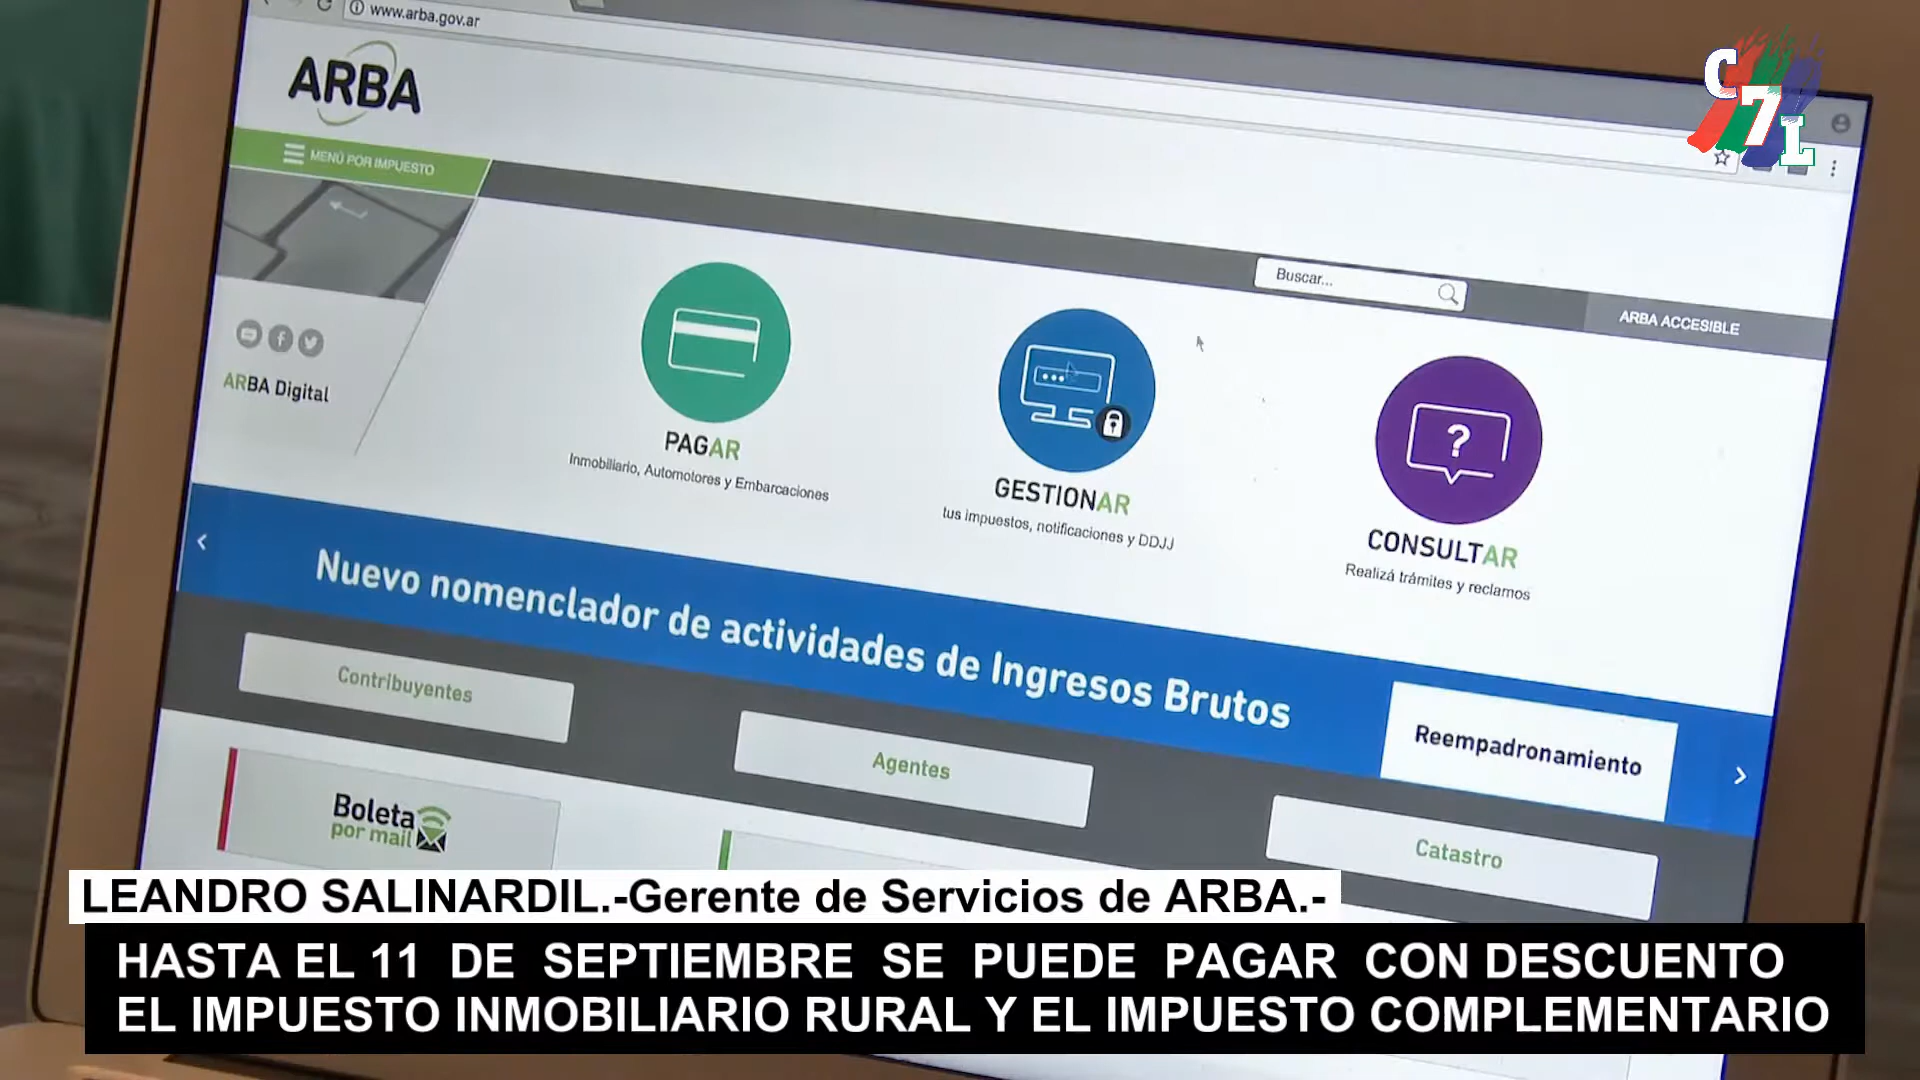 www.arba.gov.ar
C7L
ARBA
MENÚ POR IMPUESTO
Buscar...
ARBA ACCESIBLE
ARBA Digital
PAGAR
Inmobiliario, Automotores y Embarcaciones
GESTIONAR
tus impuestos, notificaciones y DDJJ
?
CONSULTAR
Realizá trámites y reclamos
Nuevo nomenclador de actividades de Ingresos Brutos
Reempadronamiento
Contribuyentes
Agentes
Catastro
Boleta
por mail
LEANDRO SALINARDIL.-Gerente de Servicios de ARBA.-
HASTA EL 11 DE SEPTIEMBRE SE PUEDE PAGAR CON DESCUENTO
EL IMPUESTO INMOBILIARIO RURAL Y EL IMPUESTO COMPLEMENTARIO